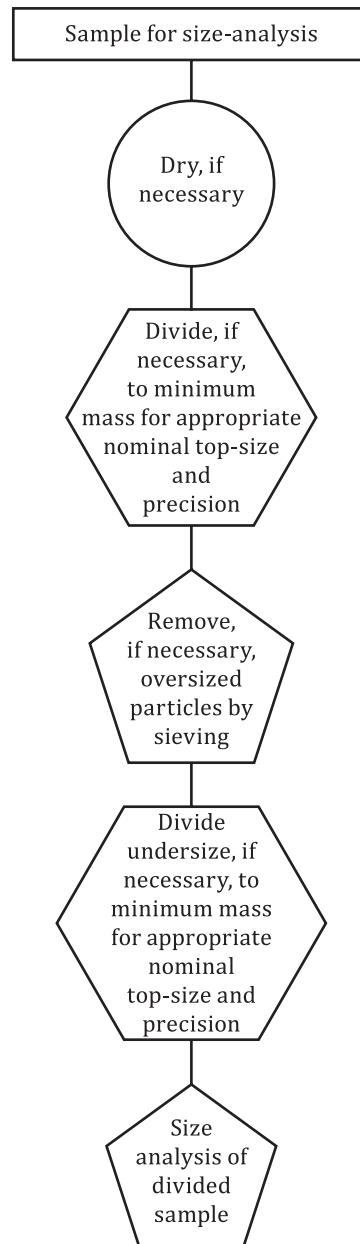 Sample for size-analysis
Dry, if
necessary
Divide, if
necessary,
to minimum
mass for appropriate
nominal top-size
and
precision
Remove,
if necessary,
oversized
particles by
sieving
Divide
undersize, if
necessary, to
minimum mass
for appropriate
nominal
top-size and
precision
Size
analysis of
divided
sample